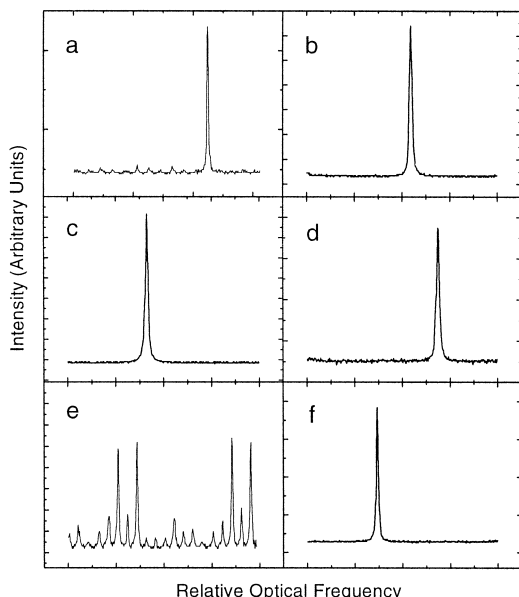 a
b
c
d
e
f
Intensity (Arbitrary Units)
Relative Optical Frequency